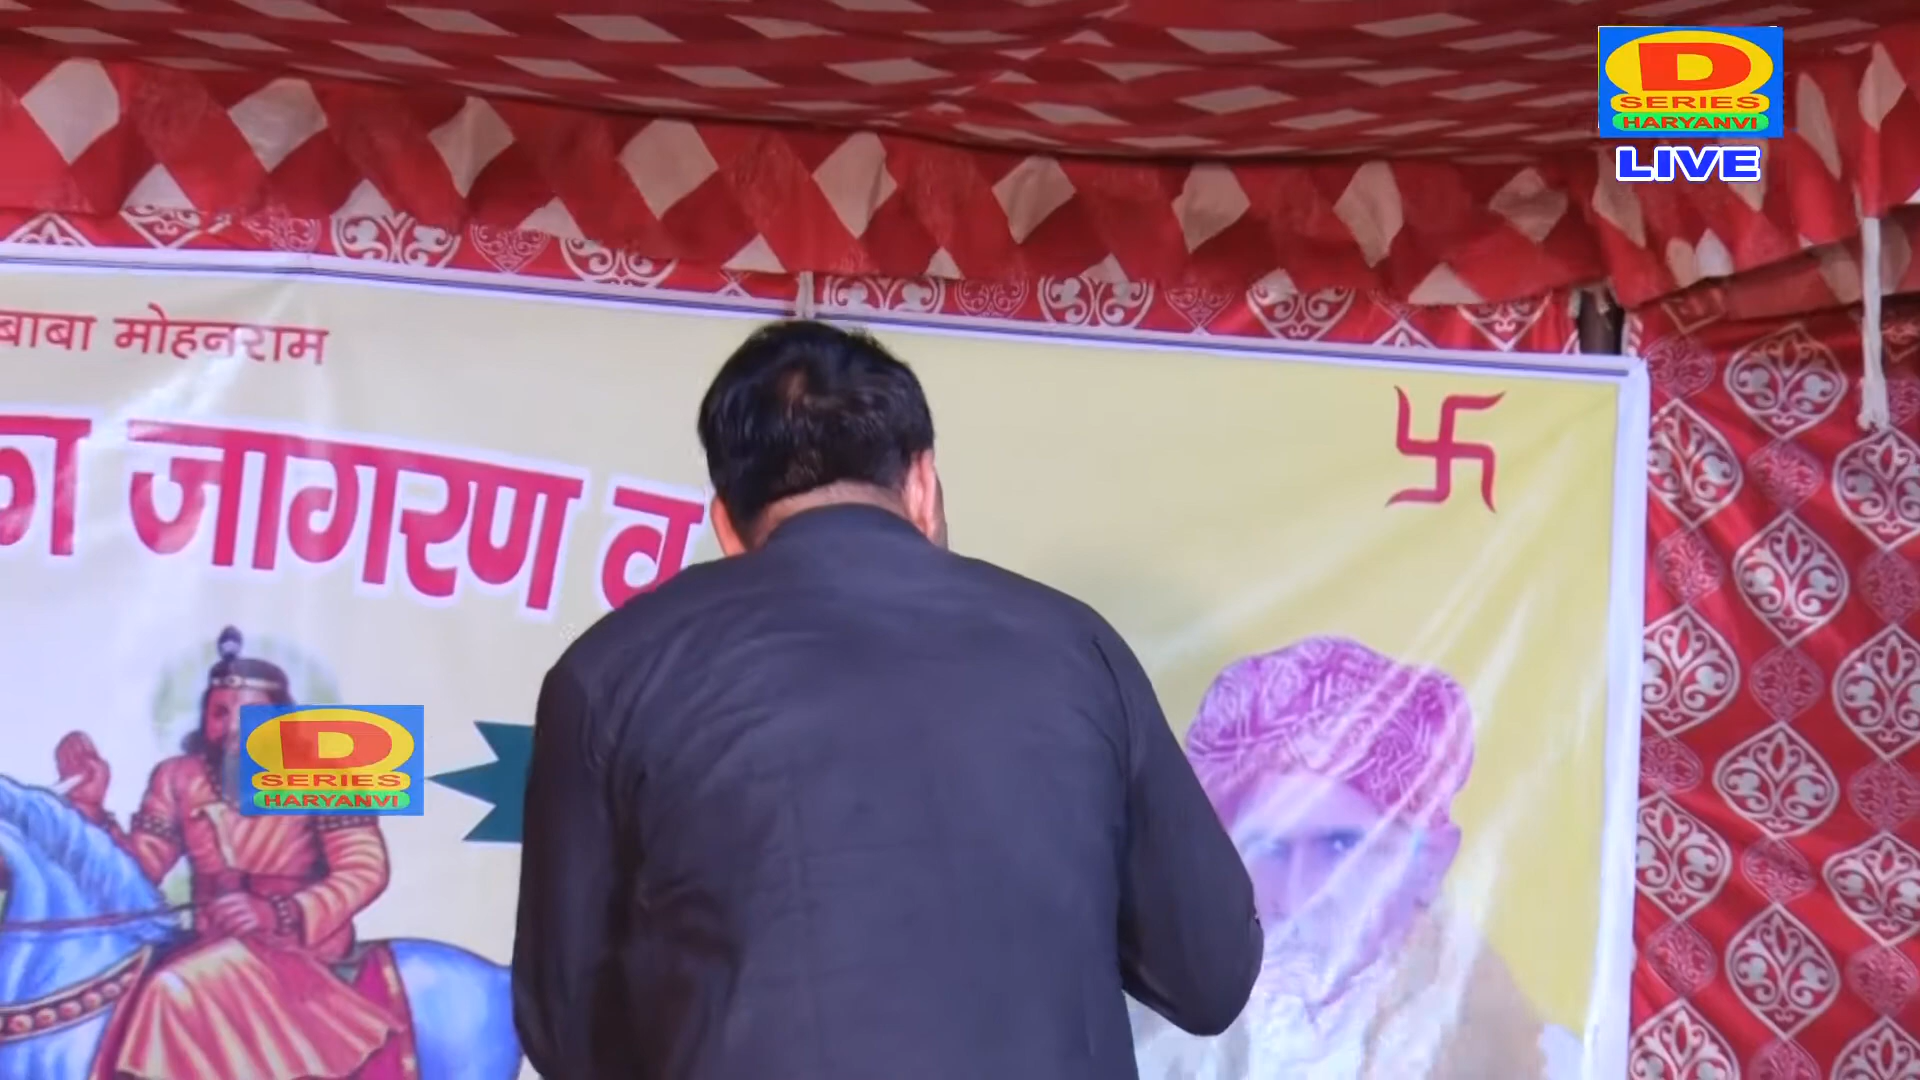 D
SERIES
HARYANVI
LIVE
बाबा मोहनराम
का जागरण व
D
SERIES
HARYANVI